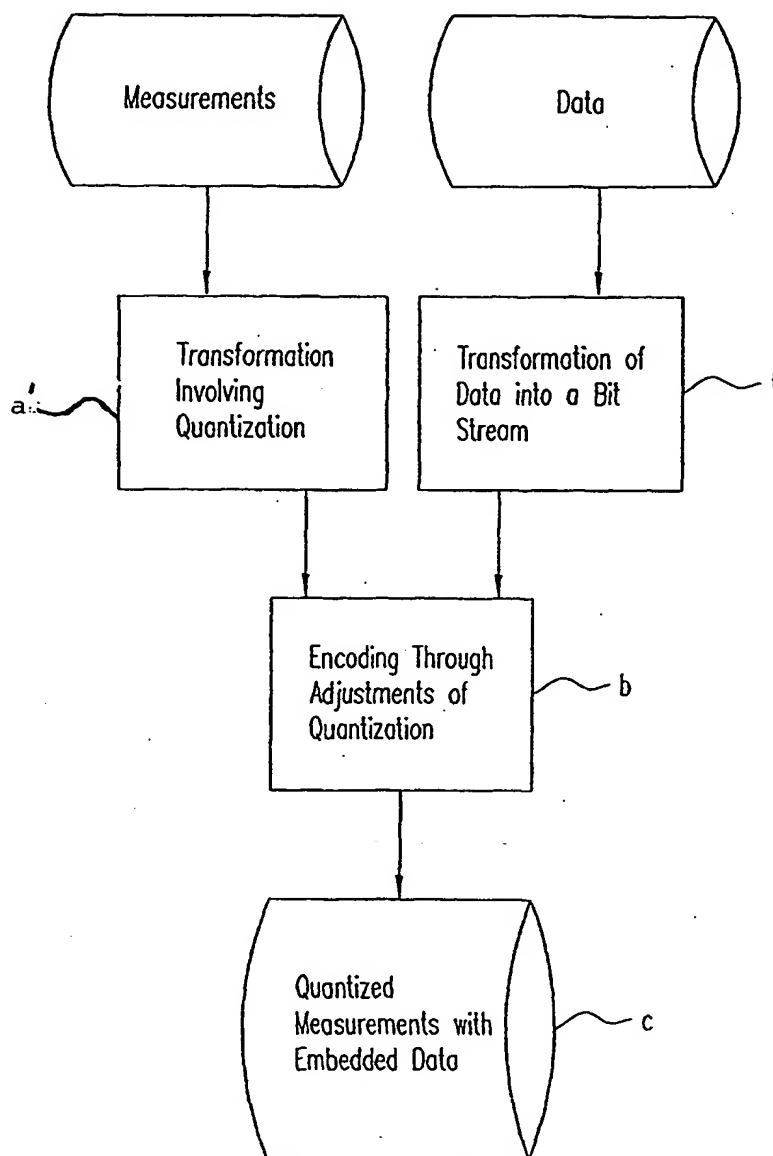 Measurements
Data
Transformation
Involving
Quantization
a'
Transformation of
Data into a Bit
Stream
Encoding Through
Adjustments of
Quantization
b
Quantized
Measurements with
Embedded Data
c